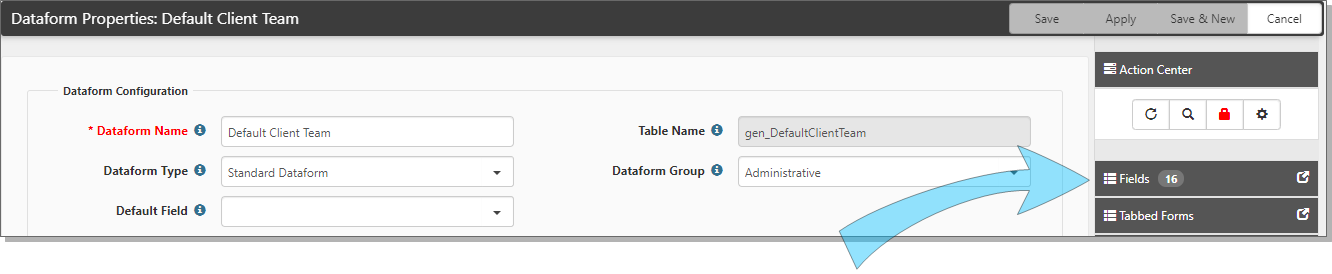 Dataform Properties: Default Client Team Save Apply Save & New Cancel
Action Center
Dataform Configuration
* Dataform Name Default Client Team Table Name gen_DefaultClientTeam
Dataform Type Standard Dataform Dataform Group Administrative
Fields 16
Default Field
Tabbed Forms